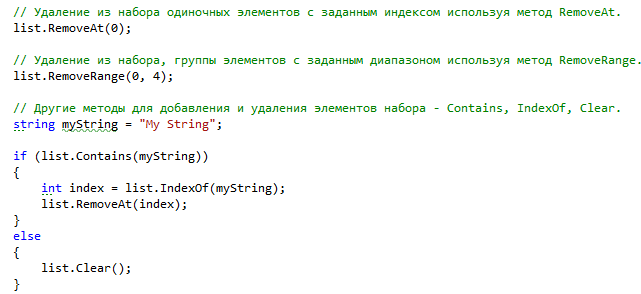 // Удаление из набора одиночных элементов с заданным индексом используя метод RemoveAt.
list.RemoveAt(0);
// Удаление из набора, группы элементов с заданным диапазоном используя метод RemoveRange.
list.RemoveRange(0, 4);
// Другие методы для добавления и удаления элементов набора - Contains, IndexOf, Clear.
string myString = "My String";
if (list.Contains(myString))
{
    int index = list.IndexOf(myString);
    list.RemoveAt(index);
}
else
{
    list.Clear();
}